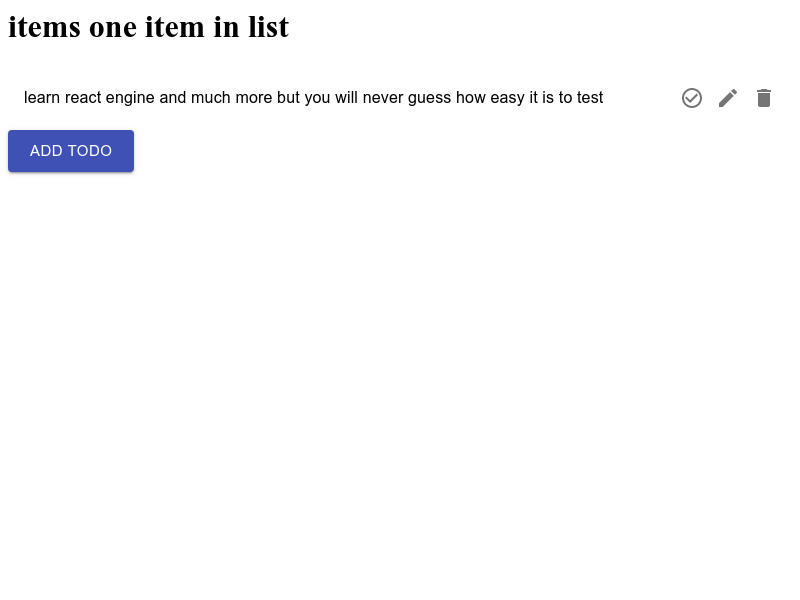 items one item in list
learn react engine and much more but you will never guess how easy it is to test
ADD TODO